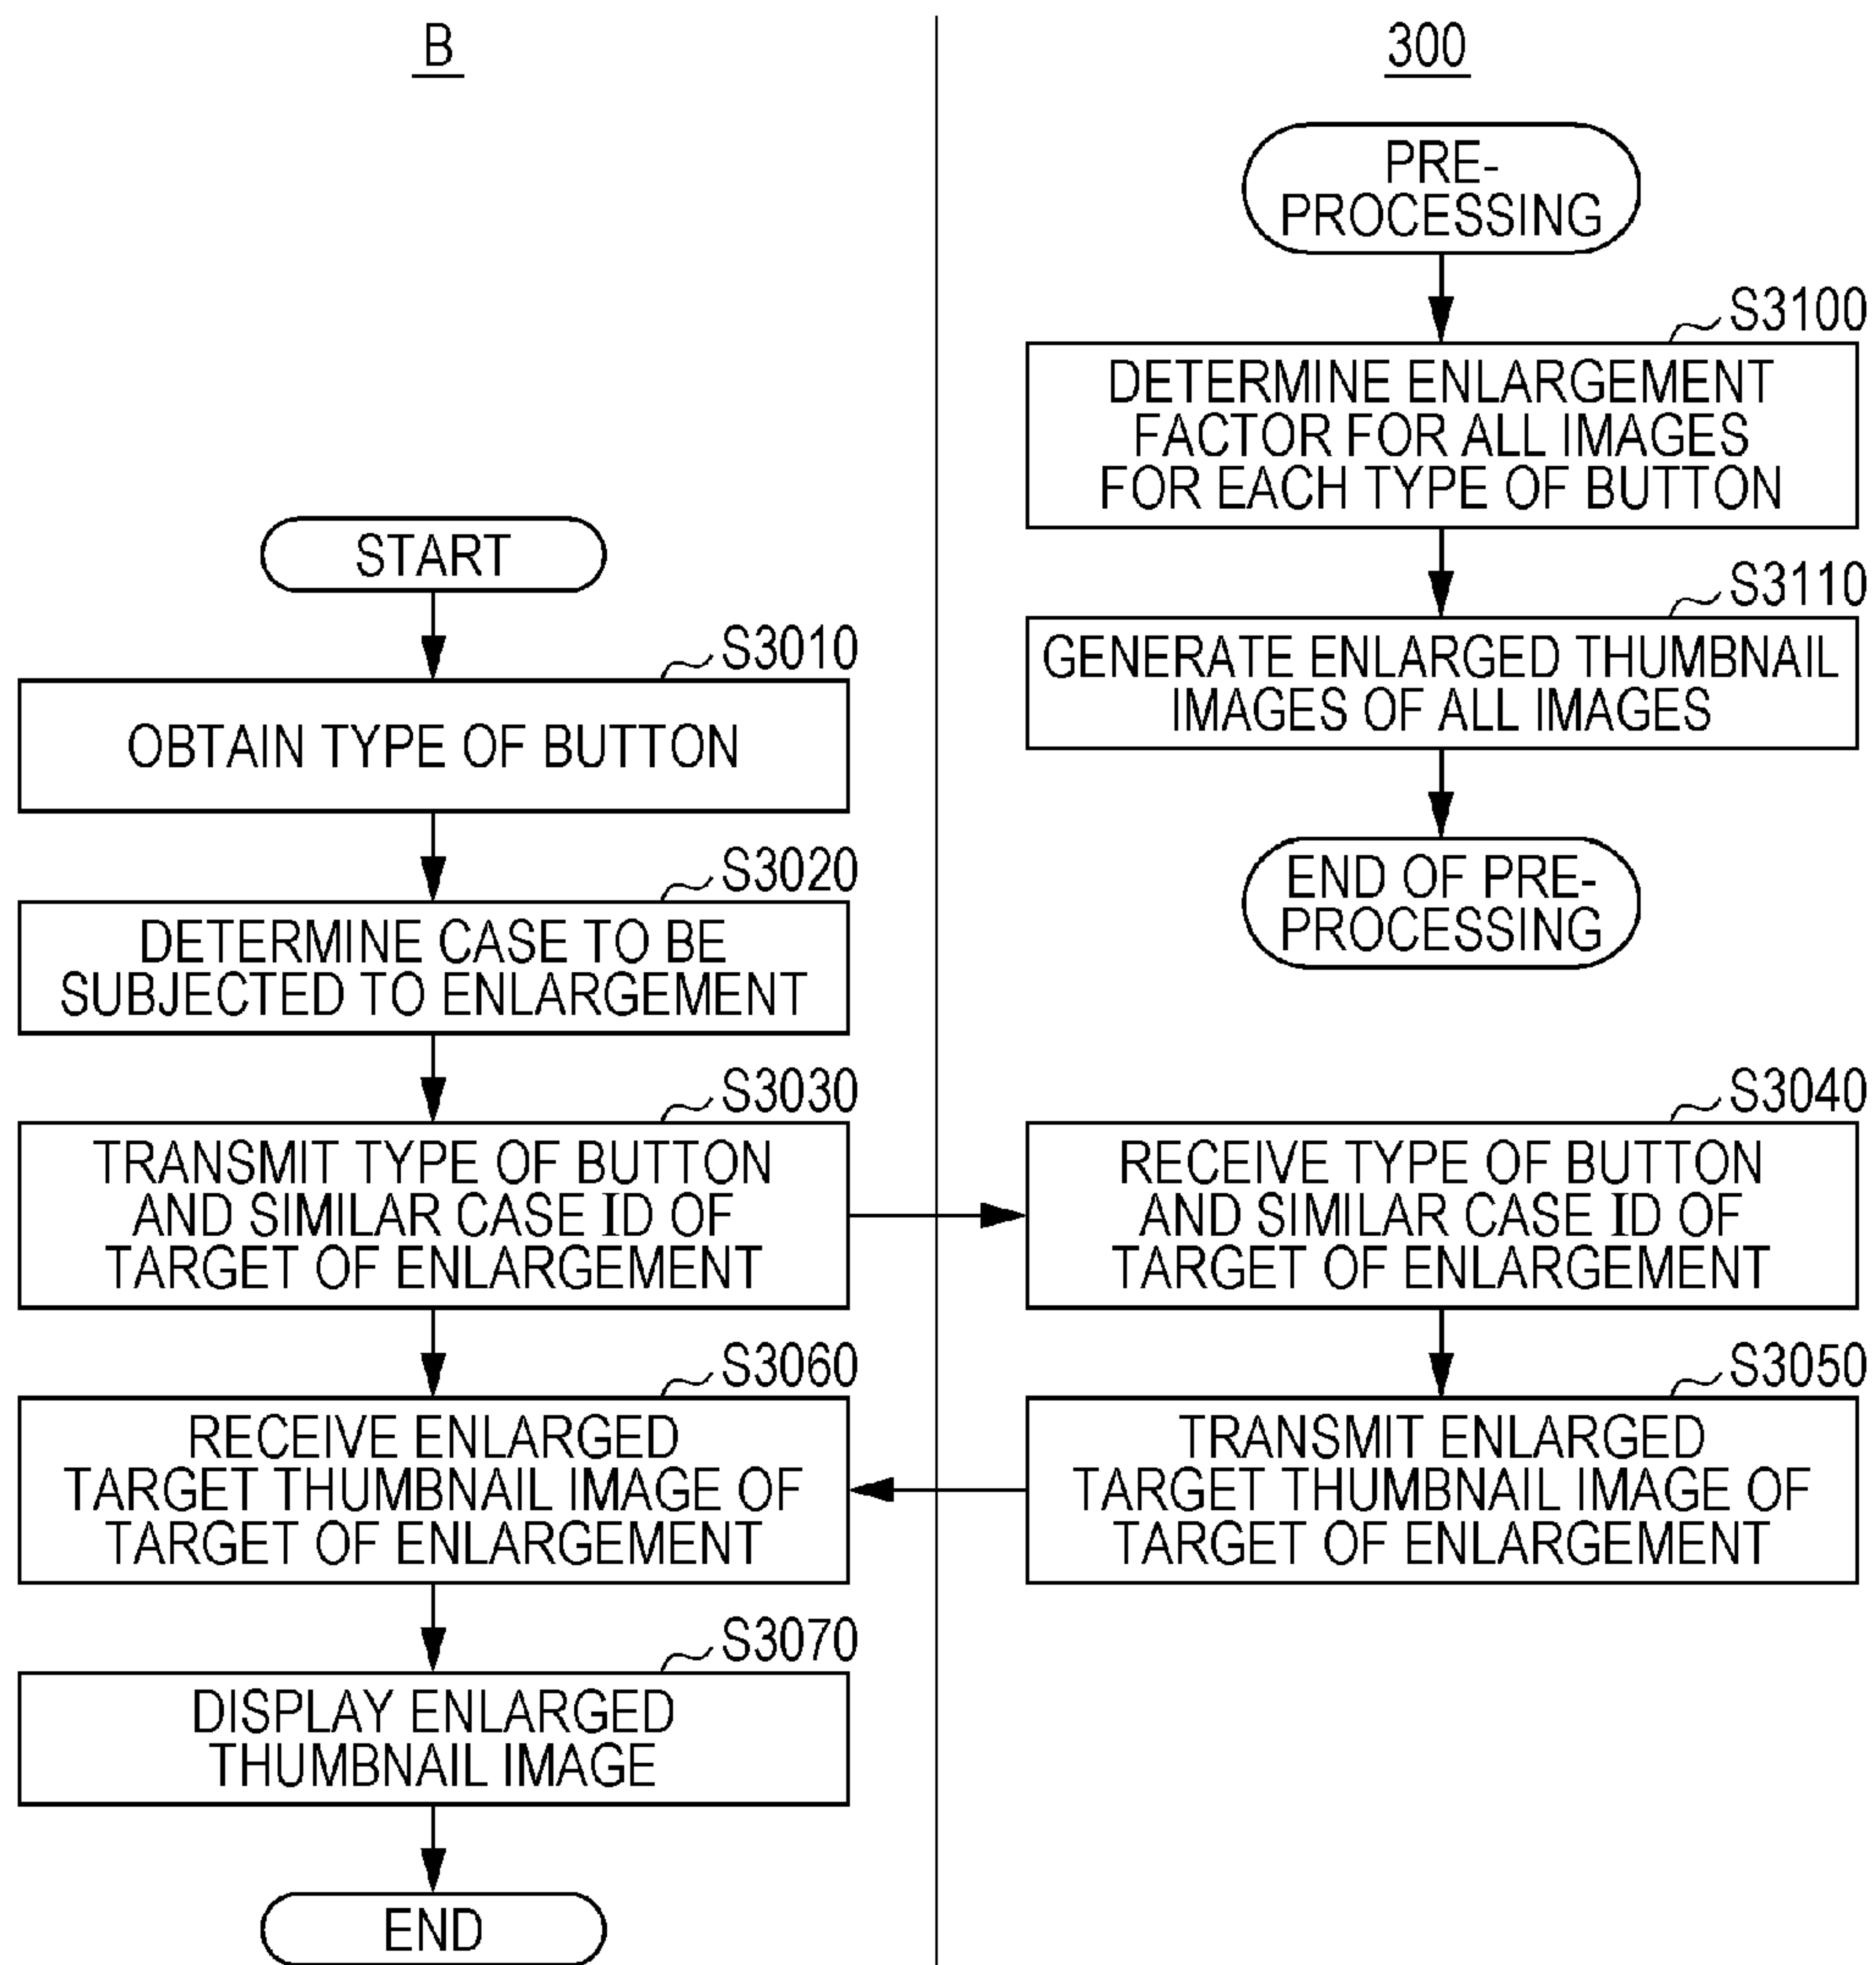 B
START
S3010
OBTAIN TYPE OF BUTTON
S3020
DETERMINE CASE TO BE
SUBJECTED TO ENLARGEMENT
S3030
TRANSMIT TYPE OF BUTTON
AND SIMILAR CASE ID OF
TARGET OF ENLARGEMENT
S3060
RECEIVE ENLARGED
TARGET THUMBNAIL IMAGE OF
TARGET OF ENLARGEMENT
S3070
DISPLAY ENLARGED
THUMBNAIL IMAGE
END
300
PRE-
PROCESSING
S3100
DETERMINE ENLARGEMENT
FACTOR FOR ALL IMAGES
FOR EACH TYPE OF BUTTON
S3110
GENERATE ENLARGED THUMBNAIL
IMAGES OF ALL IMAGES
END OF PRE-
PROCESSING
S3040
RECEIVE TYPE OF BUTTON
AND SIMILAR CASE ID OF
TARGET OF ENLARGEMENT
S3050
TRANSMIT ENLARGED
TARGET THUMBNAIL IMAGE OF
TARGET OF ENLARGEMENT